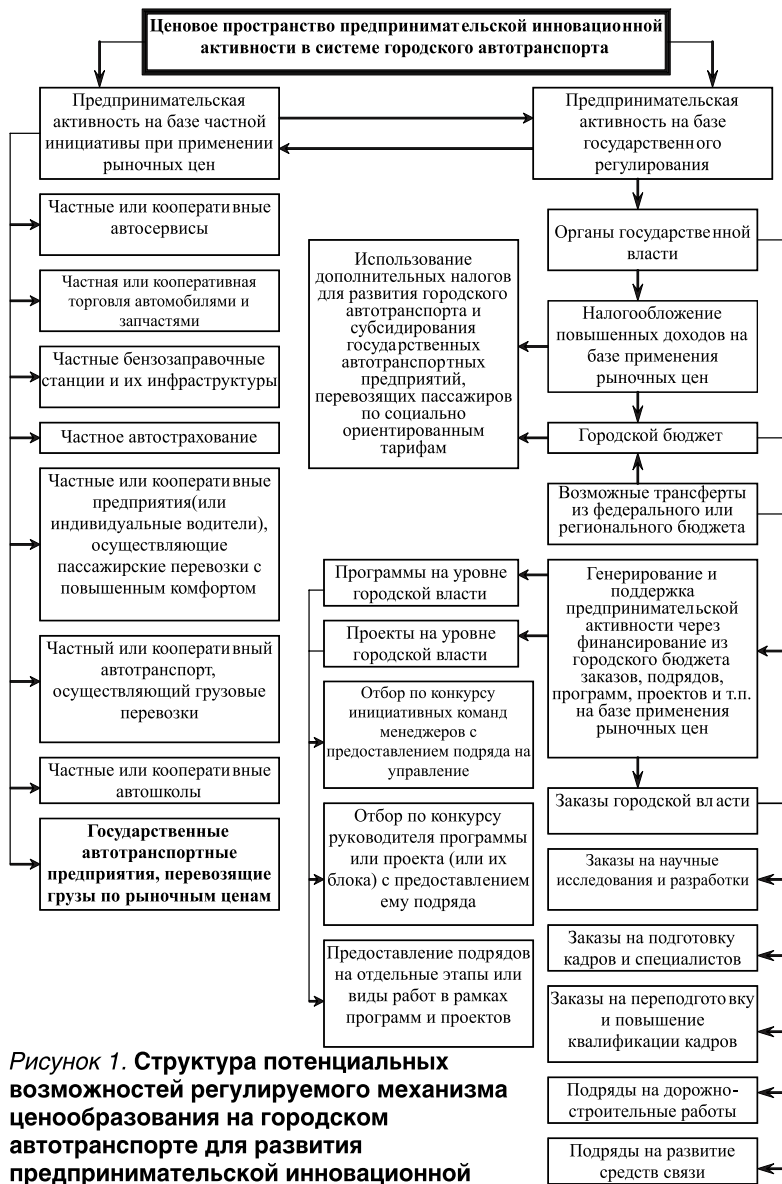 Ценовое пространство предпринимательской инновационной
активности в системе городского автотранспорта
Предпринимательская
активность на базе частной
инициативы при применении
рыночных цен
Предпринимательская
активность на базе
государственного
регулирования
Частные или кооперативные
автосервисы
Частная или кооперативная
торговля автомобилями и
запчастями
Частные бензозаправочные
станции и их инфраструктуры
Частное автострахование
Частные или кооперативные
предприятия(или
индивидуальные водители),
осуществляющие
пассажирские перевозки с
повышенным комфортом
Частный или кооперативный
автотранспорт,
осуществляющий грузовые
перевозки
Частные или кооперативные
автошколы
Государственные
автотранспортные
предприятия, перевозящие
грузы по рыночным ценам
Использование
дополнительных налогов
для развития городского
автотранспорта и
субсидирования
государственных
автотранспортных
предприятий,
перевозящих пассажиров
по социально
ориентированным
тарифам
Органы государственной
власти
Налогообложение
повышенных доходов на
базе применения
рыночных цен
Городской бюджет
Возможные трансферты
из федерального или
регионального бюджета
Программы на уровне
городской власти
Проекты на уровне
городской власти
Отбор по конкурсу
инициативных команд
менеджеров с
предоставлением подряда на
управление
Отбор по конкурсу
руководителя программы
или проекта (или их
блока) с предоставлением
ему подряда
Предоставление подрядов
на отдельные этапы или
виды работ в рамках
программ и проектов
Генерирование и
поддержка
предпринимательской
активности через
финансирование из
городского бюджета
заказов, подрядов,
программ, проектов и т.п.
на базе применения
рыночных цен
Заказы городской власти
Заказы на научные
исследования и разработки
Заказы на подготовку
кадров и специалистов
Заказы на переподготовку
и повышение
квалификации кадров
Подряды на дорожно-
строительные работы
Подряды на развитие
средств связи
Рисунок 1. Структура потенциальных
возможностей регулируемого механизма
ценообразования на городском
автотранспорте для развития
предпринимательской инновационной